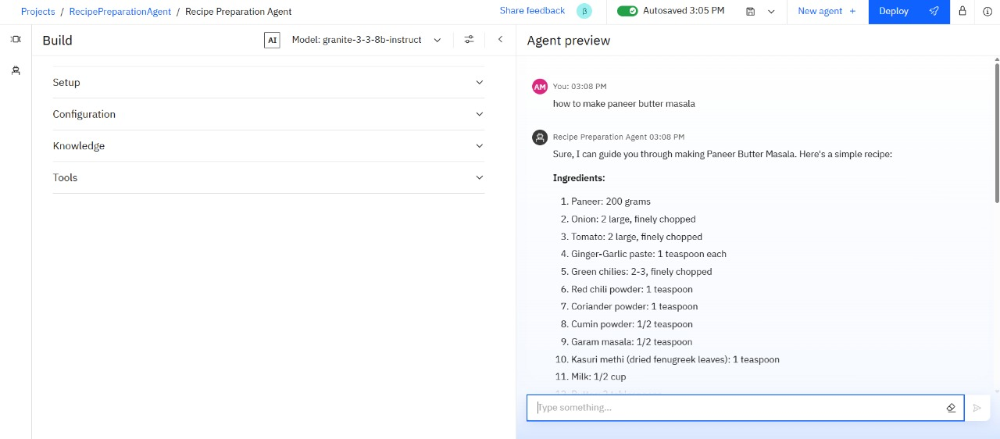 Projects / RecipePreparationAgent / Recipe Preparation Agent
Share feedback β Autosaved 3:05 PM New agent + Deploy
Build
AI Model: granite-3-3-8b-instruct
Setup
Configuration
Knowledge
Tools
Agent preview
AM You: 03:08 PM
how to make paneer butter masala
Recipe Preparation Agent 03:08 PM
Sure, I can guide you through making Paneer Butter Masala. Here's a simple recipe:
Ingredients:
1. Paneer: 200 grams
2. Onion: 2 large, finely chopped
3. Tomato: 2 large, finely chopped
4. Ginger-Garlic paste: 1 teaspoon each
5. Green chilies: 2-3, finely chopped
6. Red chili powder: 1 teaspoon
7. Coriander powder: 1 teaspoon
8. Cumin powder: 1/2 teaspoon
9. Garam masala: 1/2 teaspoon
10. Kasuri methi (dried fenugreek leaves): 1 teaspoon
11. Milk: 1/2 cup
12. Butter: 2 tablespoons
Type something...